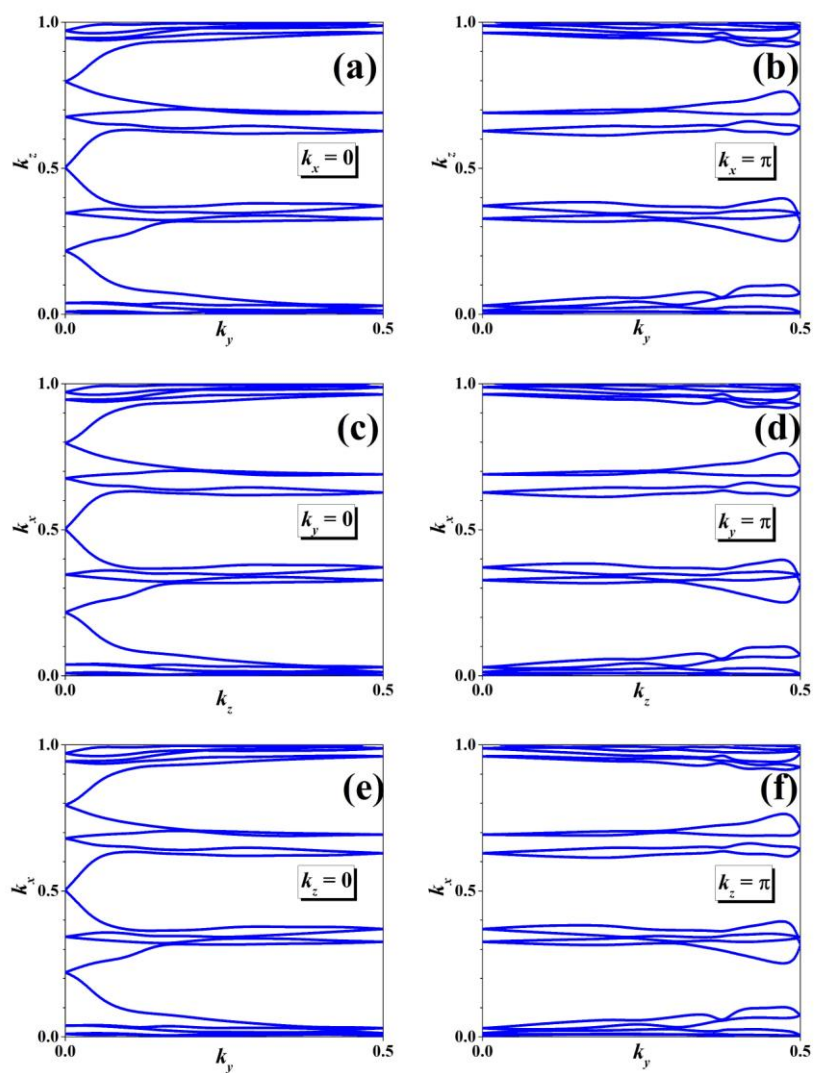 1.0
(a)
k_z
0.5
k_x = 0
0.0
0.0
k_y
0.5
1.0
(b)
k_z
0.5
k_x = π
0.0
0.0
k_y
0.5
1.0
(c)
k_x
0.5
k_y = 0
0.0
0.0
k_z
0.5
1.0
(d)
k_x
0.5
k_y = π
0.0
0.0
k_z
0.5
1.0
(e)
k_x
0.5
k_z = 0
0.0
0.0
k_y
0.5
1.0
(f)
k_x
0.5
k_z = π
0.0
0.0
k_y
0.5